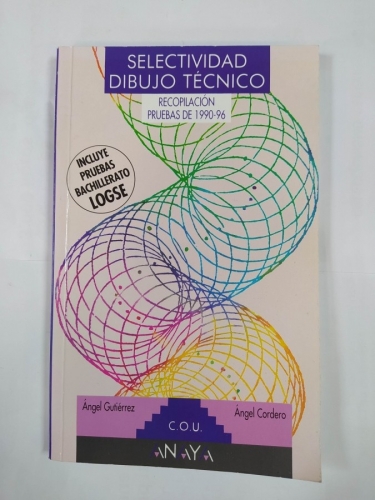 SELECTIVIDAD
DIBUJO TÉCNICO
RECOPILACIÓN
PRUEBAS DE 1990-96
INCLUYE
PRUEBAS
BACHILLERATO
LOGSE
Ángel Gutiérrez
Ángel Cordero
C.O.U.
ANAYA